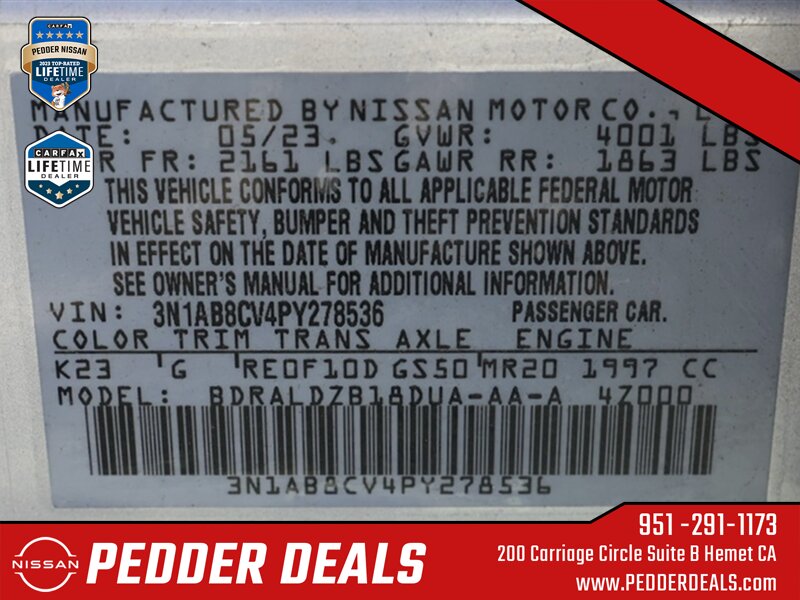 CARFAX
PEDDER NISSAN
2023 TOP-RATED
LIFETIME
DEALER
CARFAX
LIFETIME
DEALER
MANUFACTURED BY NISSAN MOTOR CO.,
DATE: 05/23 GVWR: 4001 LBS
FR: 2161 LBS GAWR RR: 1863 LBS
THIS VEHICLE CONFORMS TO ALL APPLICABLE FEDERAL MOTOR
VEHICLE SAFETY, BUMPER AND THEFT PREVENTION STANDARDS
IN EFFECT ON THE DATE OF MANUFACTURE SHOWN ABOVE.
SEE OWNER'S MANUAL FOR ADDITIONAL INFORMATION.
VIN: 3N1AB8CV4PY278536 PASSENGER CAR.
COLOR TRIM TRANS AXLE ENGINE
K23 G RE0F10D GS50 MR20 1997 CC
MODEL: BDRALDZB18DUA-AA-A 4Z000
3N1AB8CV4PY278536
NISSAN
PEDDER DEALS
951 -291-1173
200 Carriage Circle Suite B Hemet CA
www.PEDDERDEALS.com